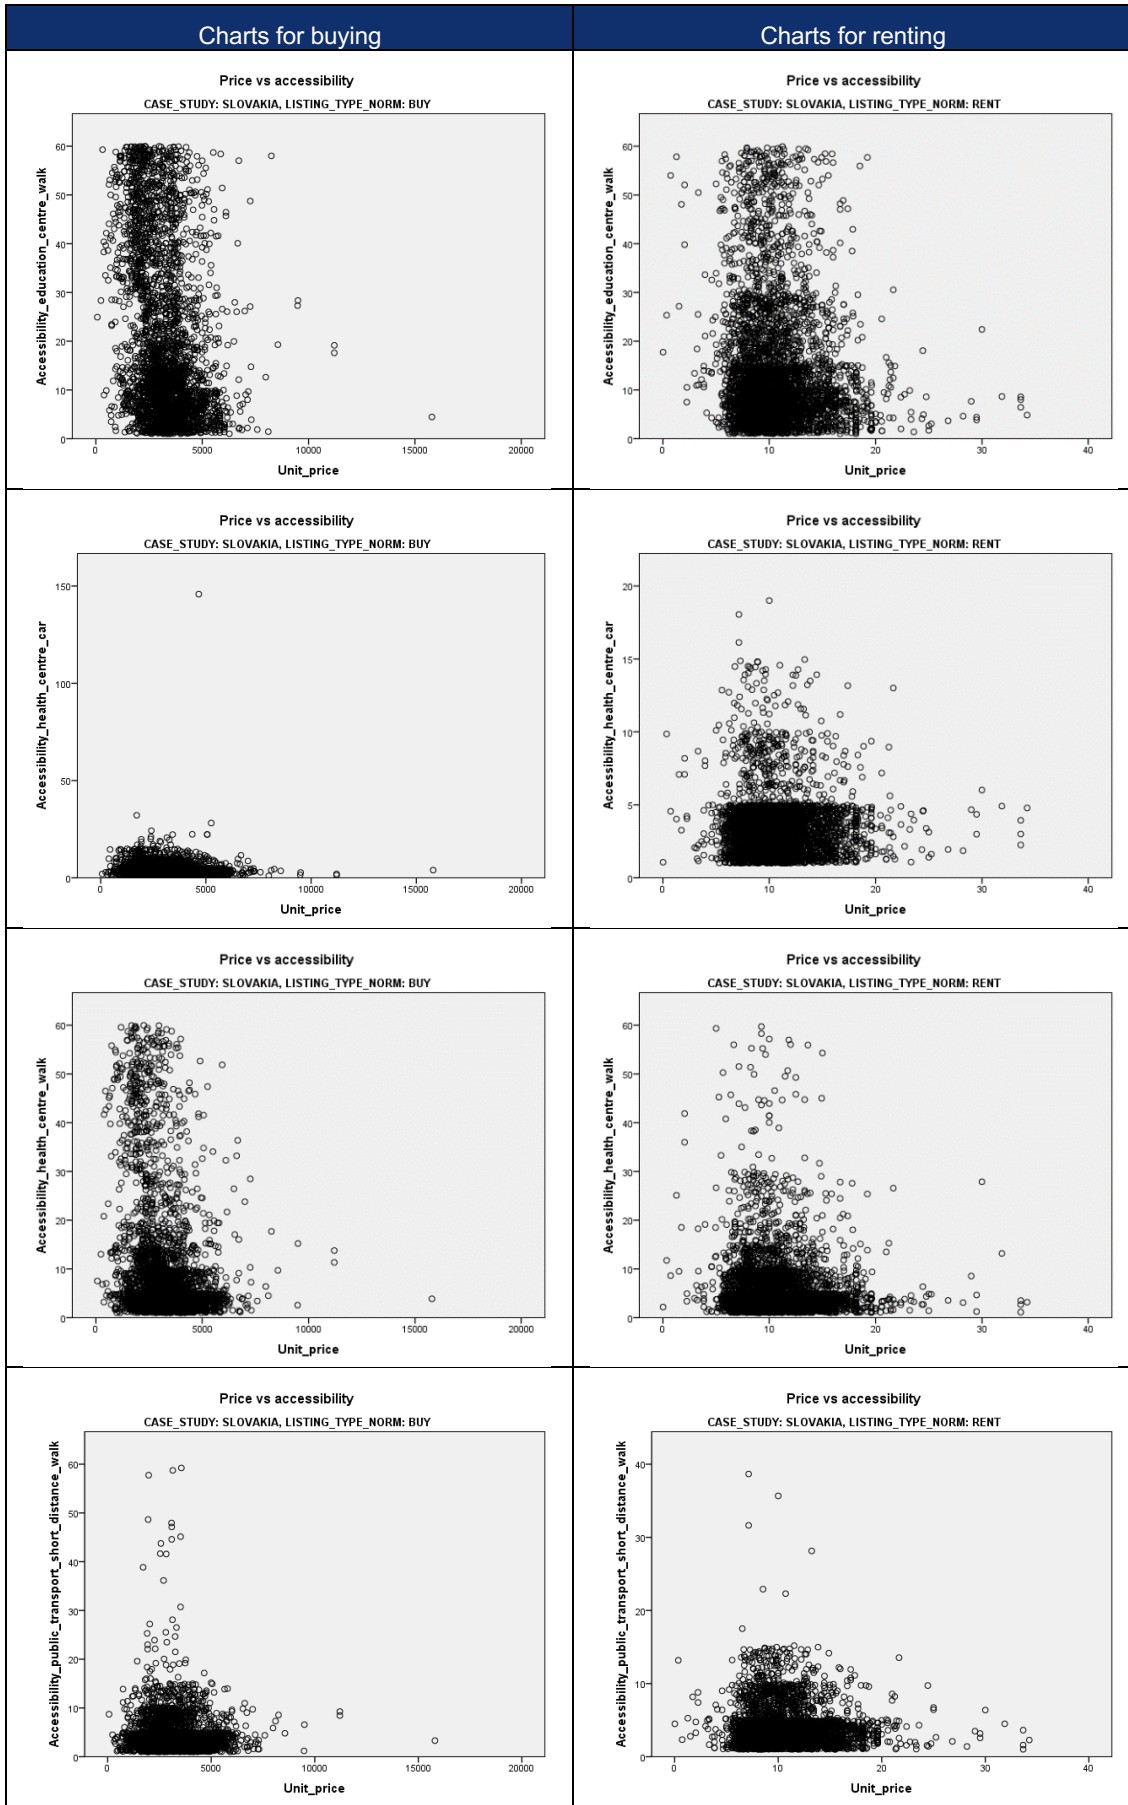 Charts for buying
Charts for renting
Price vs accessibility
CASE_STUDY: SLOVAKIA, LISTING_TYPE_NORM: BUY
Accessibility_education_centre_walk
60
50
40
30
20
10
0
0 5000 10000 15000 20000
Unit_price
Price vs accessibility
CASE_STUDY: SLOVAKIA, LISTING_TYPE_NORM: RENT
Accessibility_education_centre_walk
60
50
40
30
20
10
0
0 10 20 30 40
Unit_price
Price vs accessibility
CASE_STUDY: SLOVAKIA, LISTING_TYPE_NORM: BUY
Accessibility_health_centre_car
150
100
50
0
0 5000 10000 15000 20000
Unit_price
Price vs accessibility
CASE_STUDY: SLOVAKIA, LISTING_TYPE_NORM: RENT
Accessibility_health_centre_car
20
15
10
5
0
0 10 20 30 40
Unit_price
Price vs accessibility
CASE_STUDY: SLOVAKIA, LISTING_TYPE_NORM: BUY
Accessibility_health_centre_walk
60
50
40
30
20
10
0
0 5000 10000 15000 20000
Unit_price
Price vs accessibility
CASE_STUDY: SLOVAKIA, LISTING_TYPE_NORM: RENT
Accessibility_health_centre_walk
60
50
40
30
20
10
0
0 10 20 30 40
Unit_price
Price vs accessibility
CASE_STUDY: SLOVAKIA, LISTING_TYPE_NORM: BUY
Accessibility_public_transport_short_distance_walk
60
50
40
30
20
10
0
0 5000 10000 15000 20000
Unit_price
Price vs accessibility
CASE_STUDY: SLOVAKIA, LISTING_TYPE_NORM: RENT
Accessibility_public_transport_short_distance_walk
40
30
20
10
0
0 10 20 30 40
Unit_price